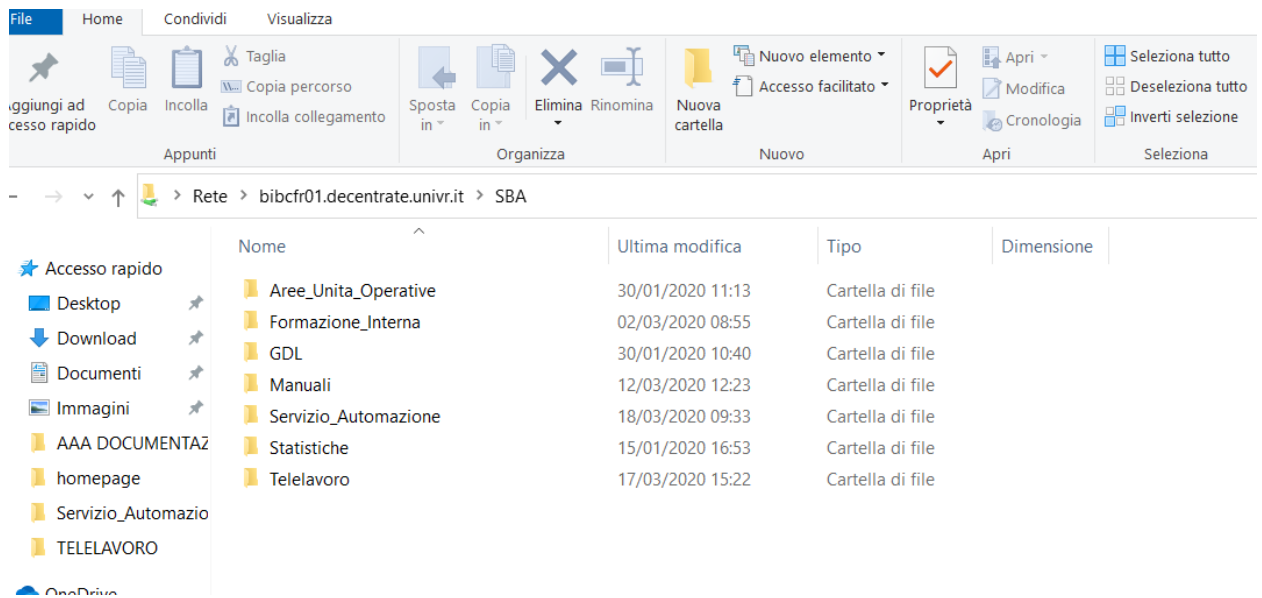 File Home Condividi Visualizza
Taglia
Copia percorso
Incolla collegamento
Copia Incolla
ad
rapido
Appunti
Sposta in
Copia in
Elimina Rinomina
Organizza
Nuova cartella
Nuovo elemento
Accesso facilitato
Nuovo
Proprietà
Apri
Modifica
Cronologia
Apri
Seleziona tutto
Deseleziona tutto
Inverti selezione
Seleziona
Rete > bibcfr01.decentrate.univr.it > SBA
Nome Ultima modifica Tipo Dimensione
Accesso rapido
Desktop
Download
Documenti
Immagini
AAA DOCUMENTAZ
homepage
Servizio_Automazio
TELELAVORO
OneDrive
Aree_Unita_Operative 30/01/2020 11:13 Cartella di file
Formazione_Interna 02/03/2020 08:55 Cartella di file
GDL 30/01/2020 10:40 Cartella di file
Manuali 12/03/2020 12:23 Cartella di file
Servizio_Automazione 18/03/2020 09:33 Cartella di file
Statistiche 15/01/2020 16:53 Cartella di file
Telelavoro 17/03/2020 15:22 Cartella di file